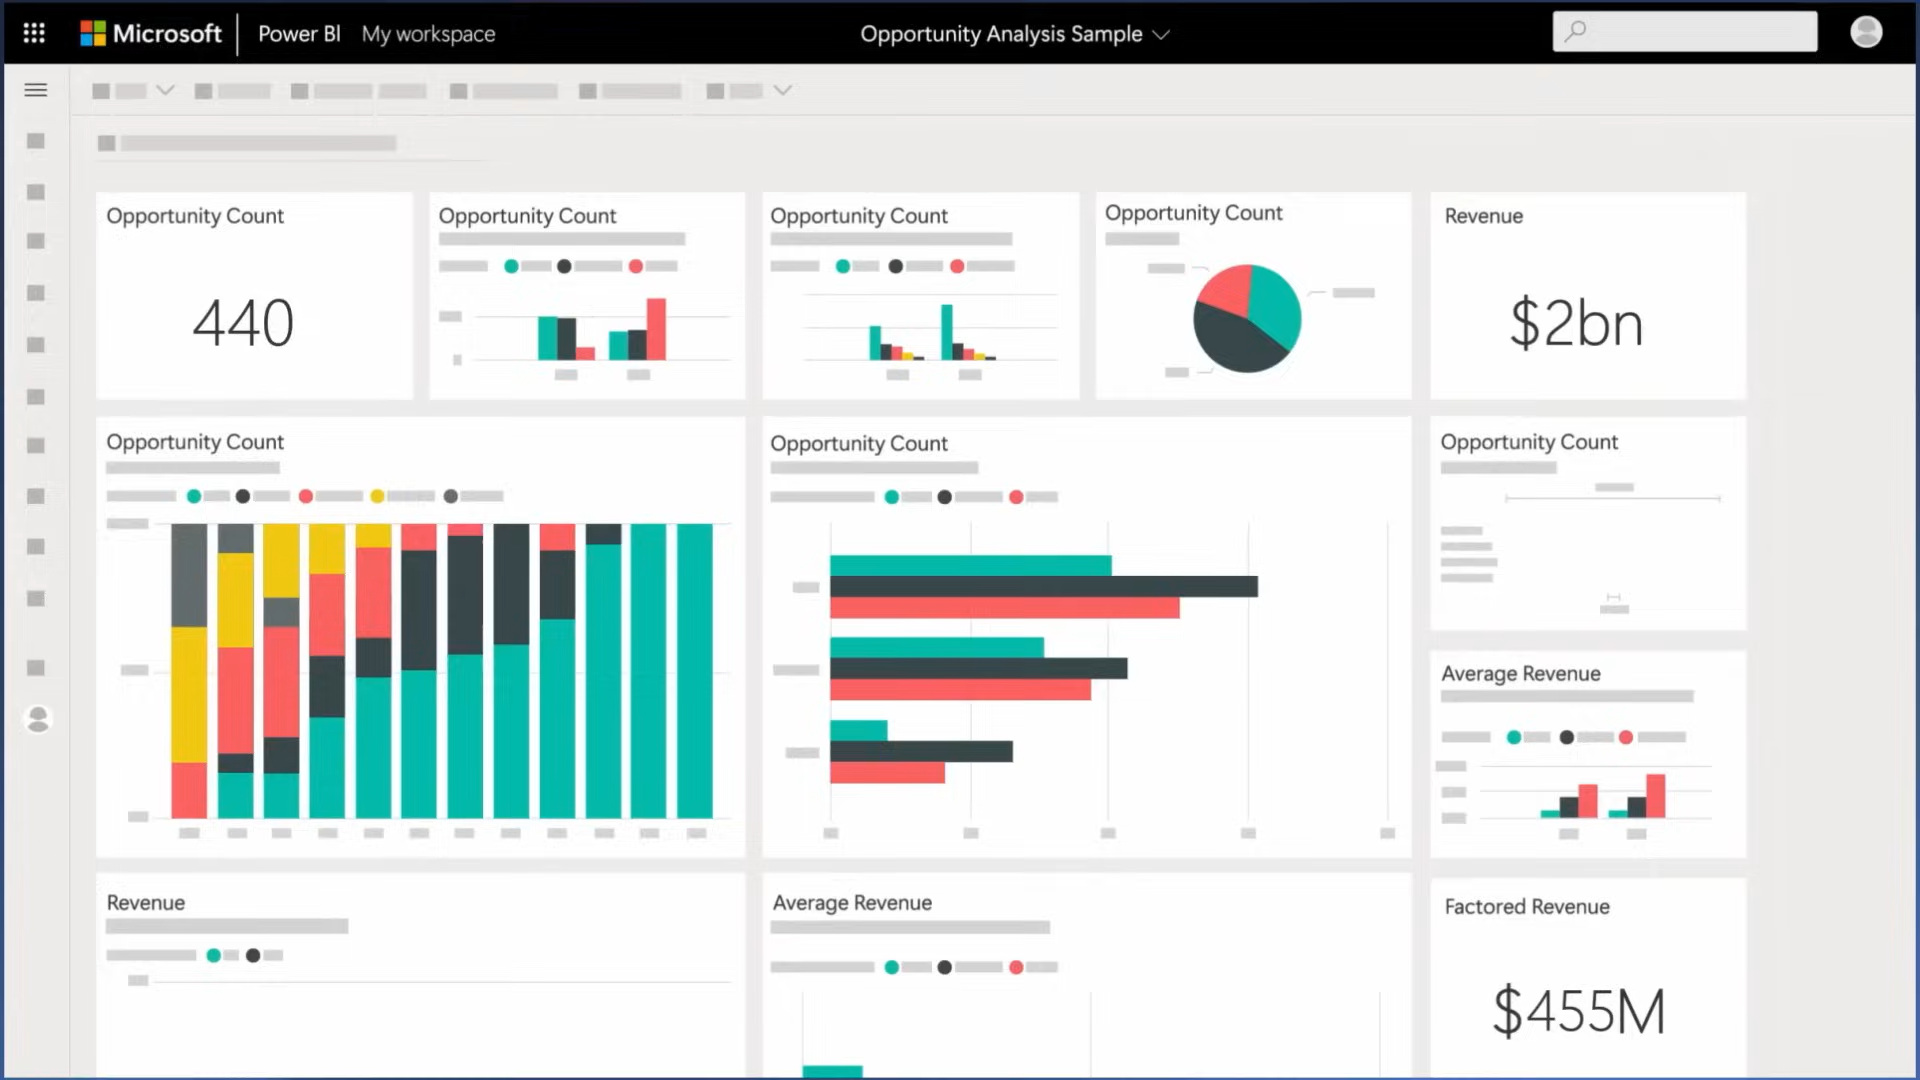 Microsoft
Power BI
My workspace
Opportunity Analysis Sample
Opportunity Count
440
Opportunity Count
Opportunity Count
Opportunity Count
Revenue
$2bn
Opportunity Count
Opportunity Count
Opportunity Count
Average Revenue
Revenue
Average Revenue
Factored Revenue
$455M